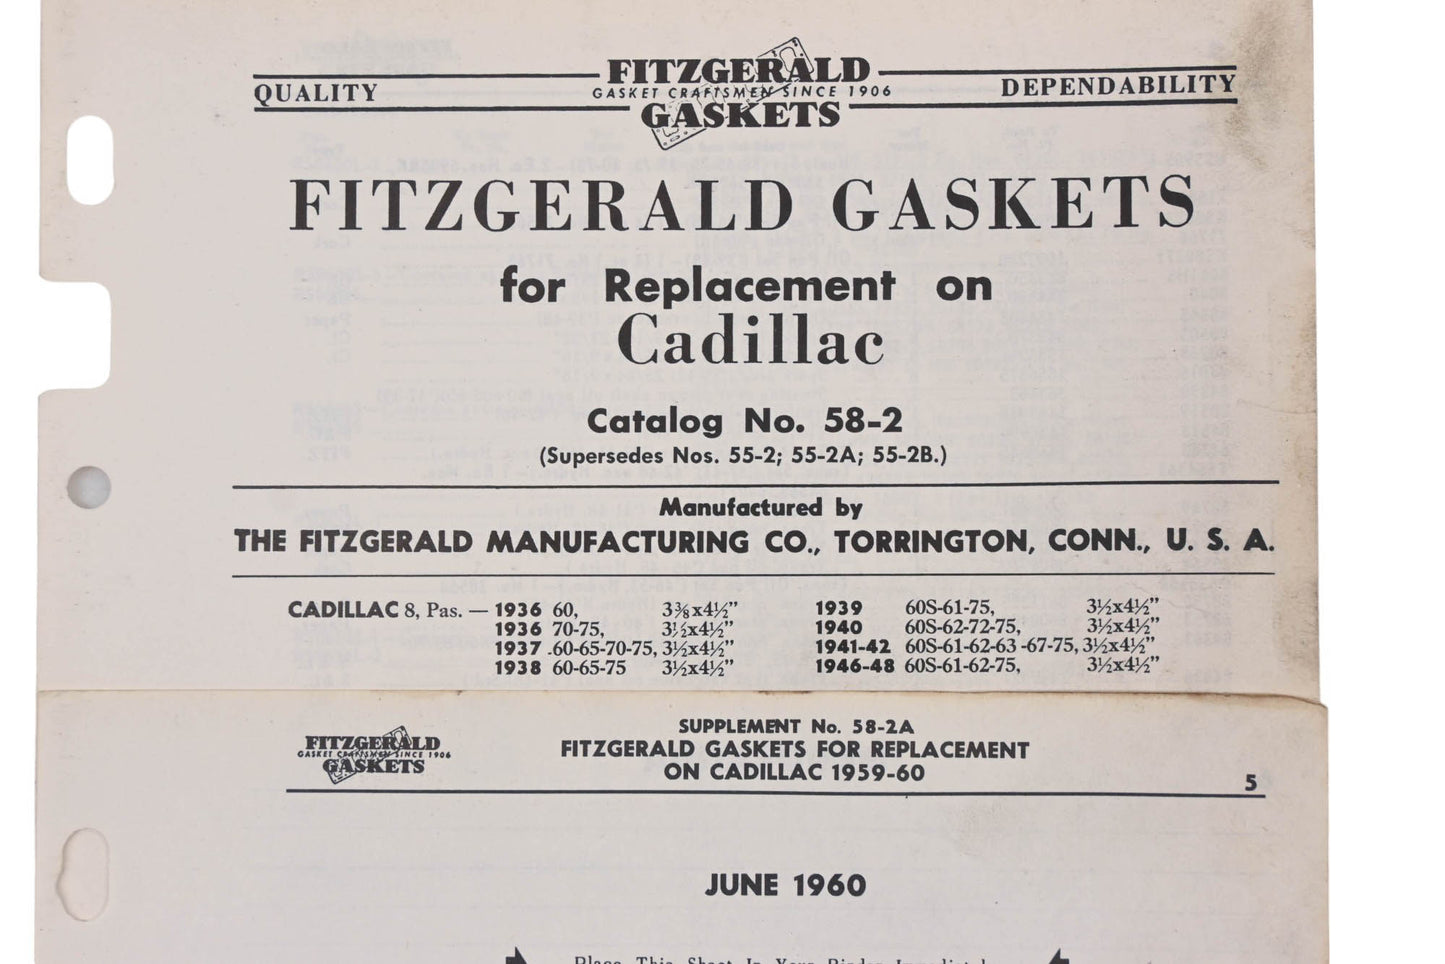 FITZGERALD
QUALITY GASKET CRAFTSMEN SINCE 1906 DEPENDABILITY
GASKETS
FITZGERALD GASKETS
for Replacement on
Cadillac
Catalog No. 58-2
(Supersedes Nos. 55-2; 55-2A; 55-2B.)
Manufactured by
THE FITZGERALD MANUFACTURING CO., TORRINGTON, CONN., U. S. A.
CADILLAC 8, Pas. — 1936 60, 3⅜x4½" 1939 60S-61-75, 3½x4½"
1936 70-75, 3½x4½" 1940 60S-62-72-75, 3½x4½"
1937 .60-65-70-75, 3½x4½" 1941-42 60S-61-62-63 -67-75, 3½x4½"
1938 60-65-75 3½x4½" 1946-48 60S-61-62-75, 3½x4½"
SUPPLEMENT No. 58-2A
FITZGERALD
GASKET CRAFTSMEN SINCE 1906
GASKETS
FITZGERALD GASKETS FOR REPLACEMENT
ON CADILLAC 1959-60
5
JUNE 1960
Place This Sheet In Your Binder